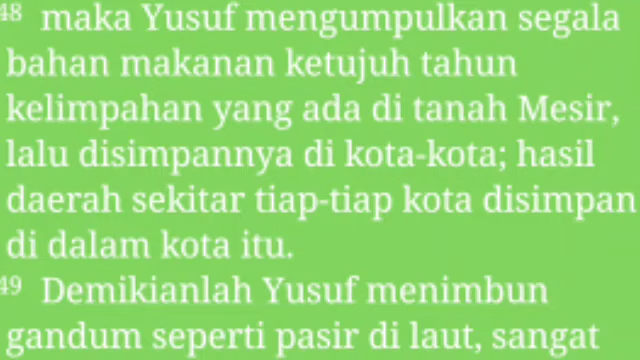 48 maka Yusuf mengumpulkan segala
bahan makanan ketujuh tahun
kelimpahan yang ada di tanah Mesir,
lalu disimpannya di kota-kota; hasil
daerah sekitar tiap-tiap kota disimpan
di dalam kota itu.
49 Demikianlah Yusuf menimbun
gandum seperti pasir di laut, sangat